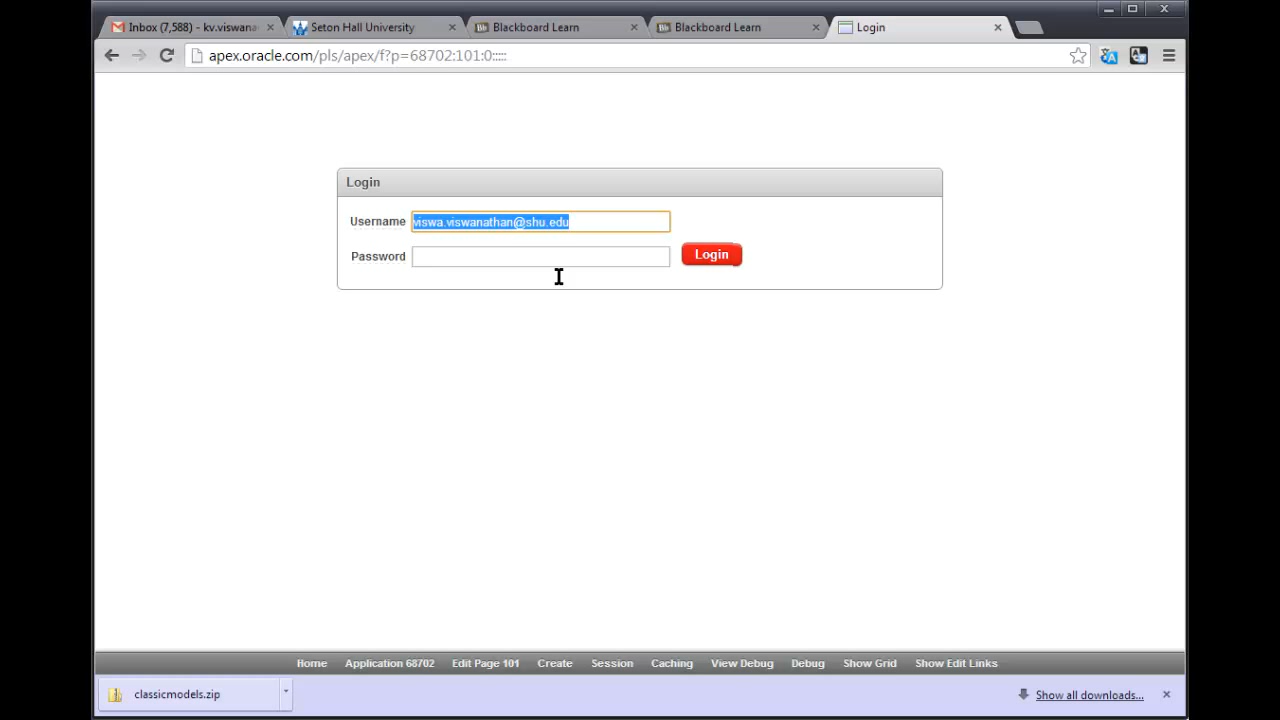 Inbox (7,588) - kv.viswana
Seton Hall University
Blackboard Learn
Blackboard Learn
Login
apex.oracle.com/pls/apex/f?p=68702:101:0:::::
Login
Username viswa.viswanathan@shu.edu
Password Login
Home Application 68702 Edit Page 101 Create Session Caching View Debug Debug Show Grid Show Edit Links
classicmodels.zip Show all downloads...